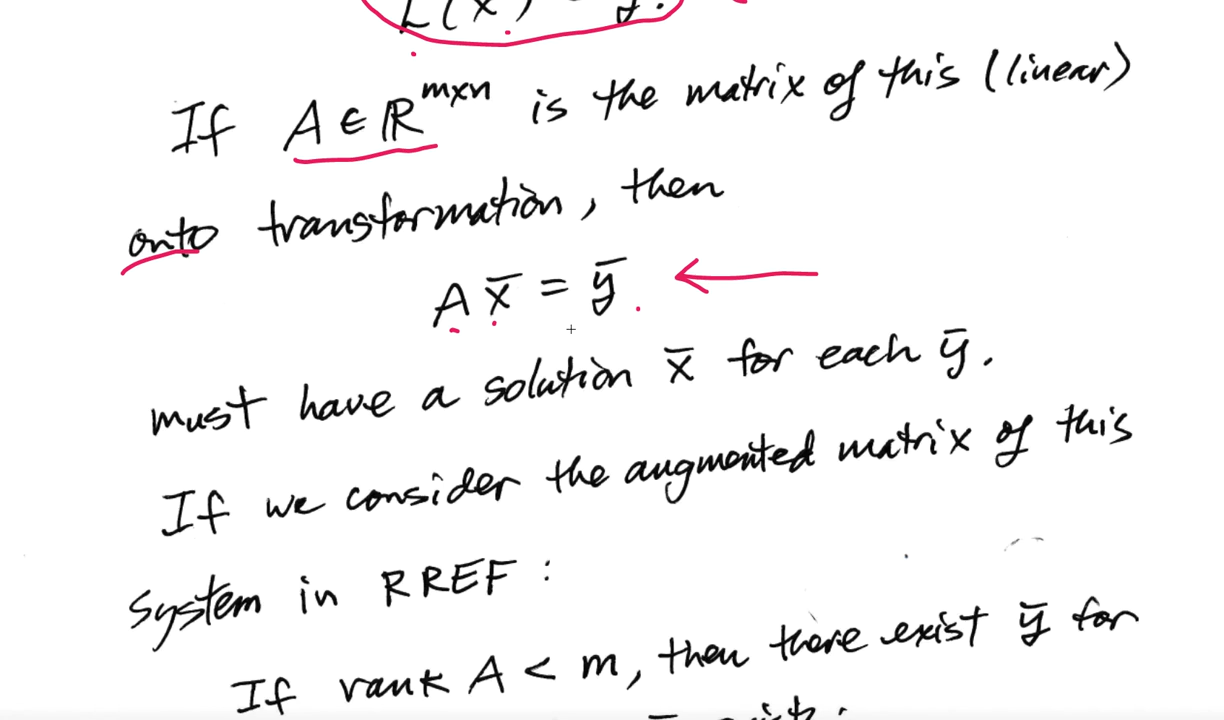 L(x̄) = ȳ.
If A ∈ ℝ^{m×n} is the matrix of this (linear)
onto transformation, then
A x̄ = ȳ.
must have a solution x̄ for each ȳ.
If we consider the augmented matrix of this
system in RREF :
If rank A < m, then there exist ȳ for